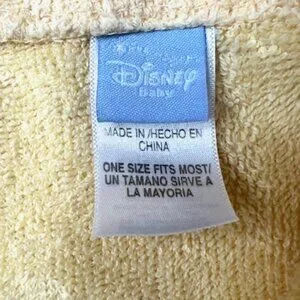 Disney
Baby
MADE IN /HECHO EN
CHINA
ONE SIZE FITS MOST/
UN TAMANO SIRVE A
LA MAYORIA